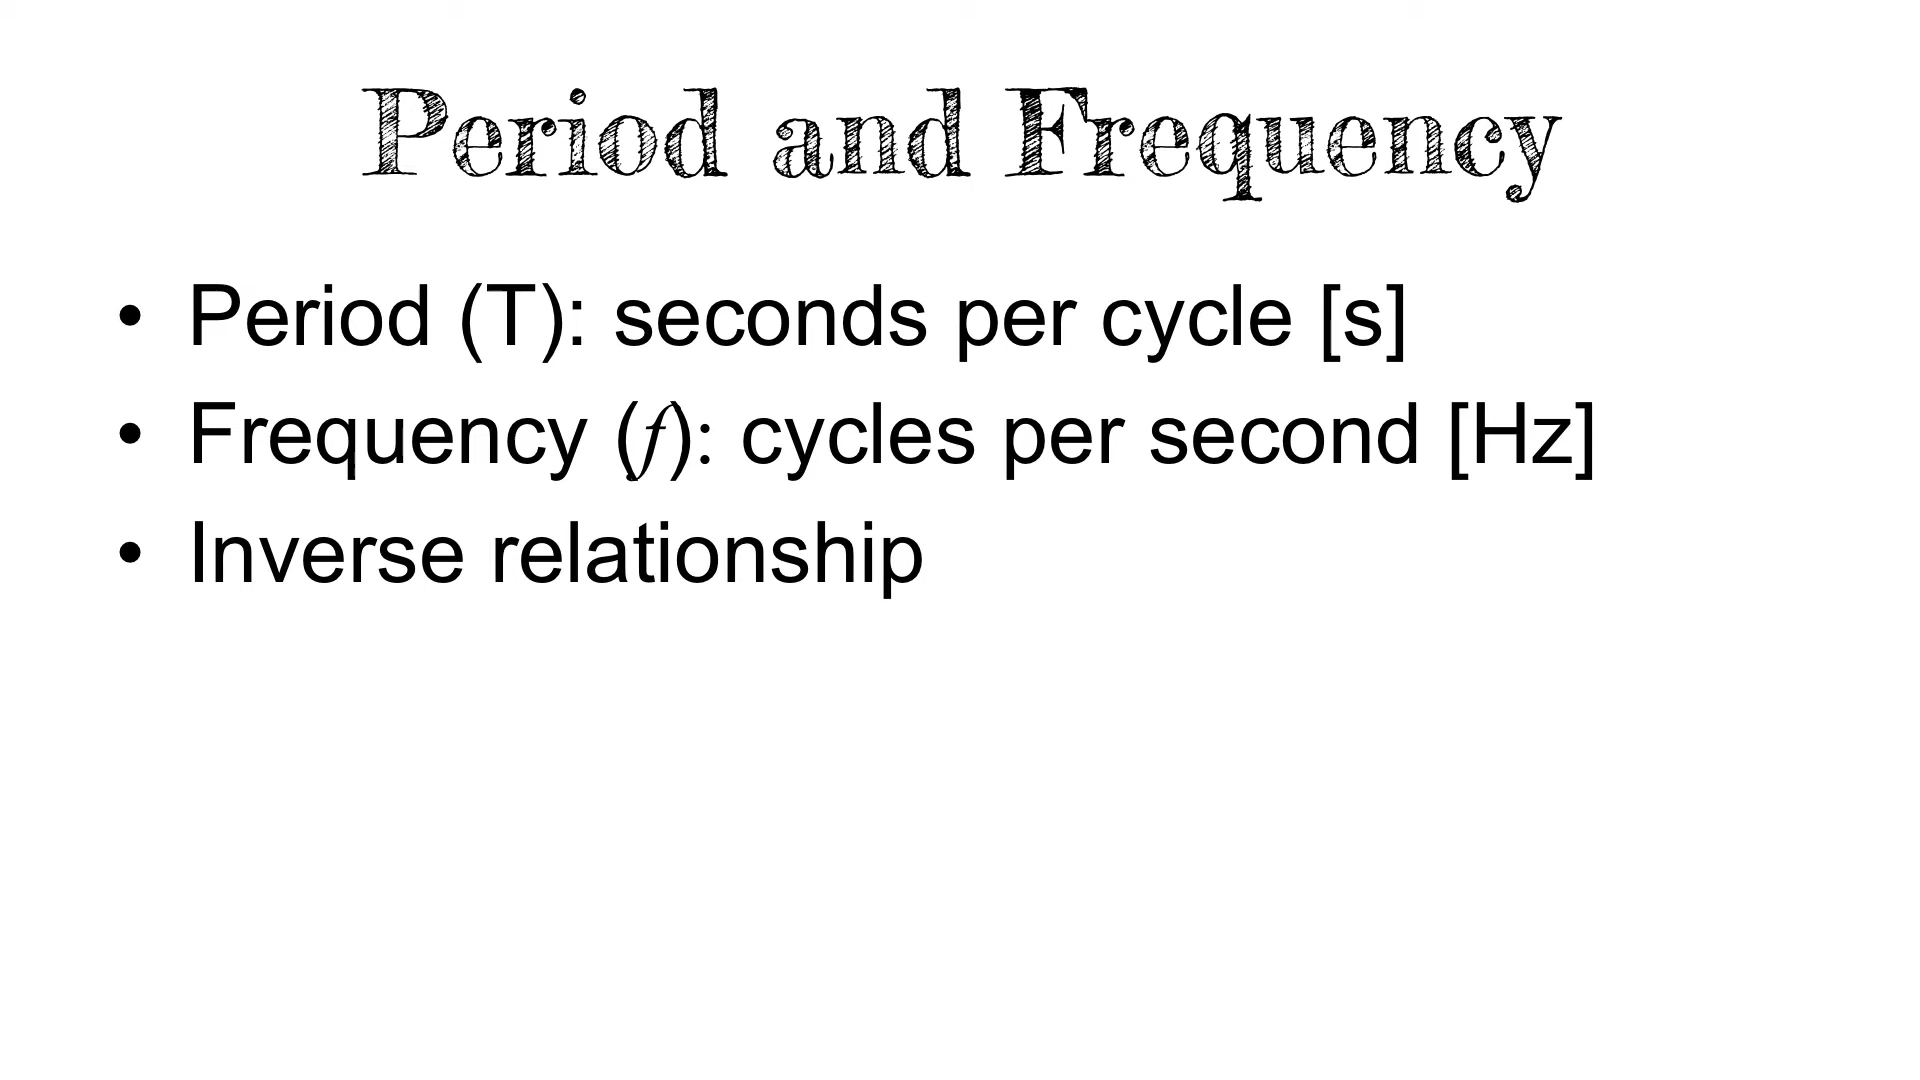 Period and Frequency
• Period (T): seconds per cycle [s]
• Frequency (f): cycles per second [Hz]
• Inverse relationship